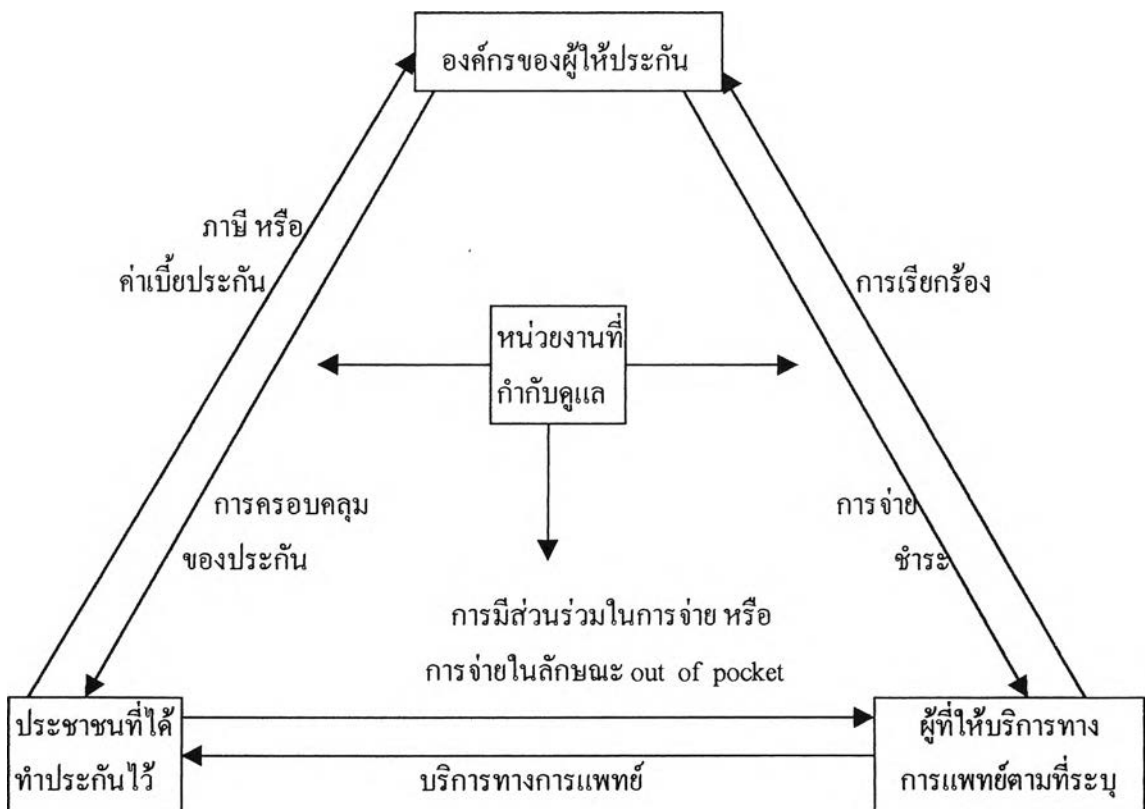 องค์กรของผู้ให้ประกัน
ภาษี หรือ
ค่าเบี้ยประกัน
การเรียกร้อง
หน่วยงานที่
กำกับดูแล
การครอบคลุม
ของประกัน
การจ่าย
ชำระ
การมีส่วนร่วมในการจ่าย หรือ
การจ่ายในลักษณะ out of pocket
ประชาชนที่ได้
ทำประกันไว้
ผู้ที่ให้บริการทาง
การแพทย์ตามที่ระบุ
บริการทางการแพทย์